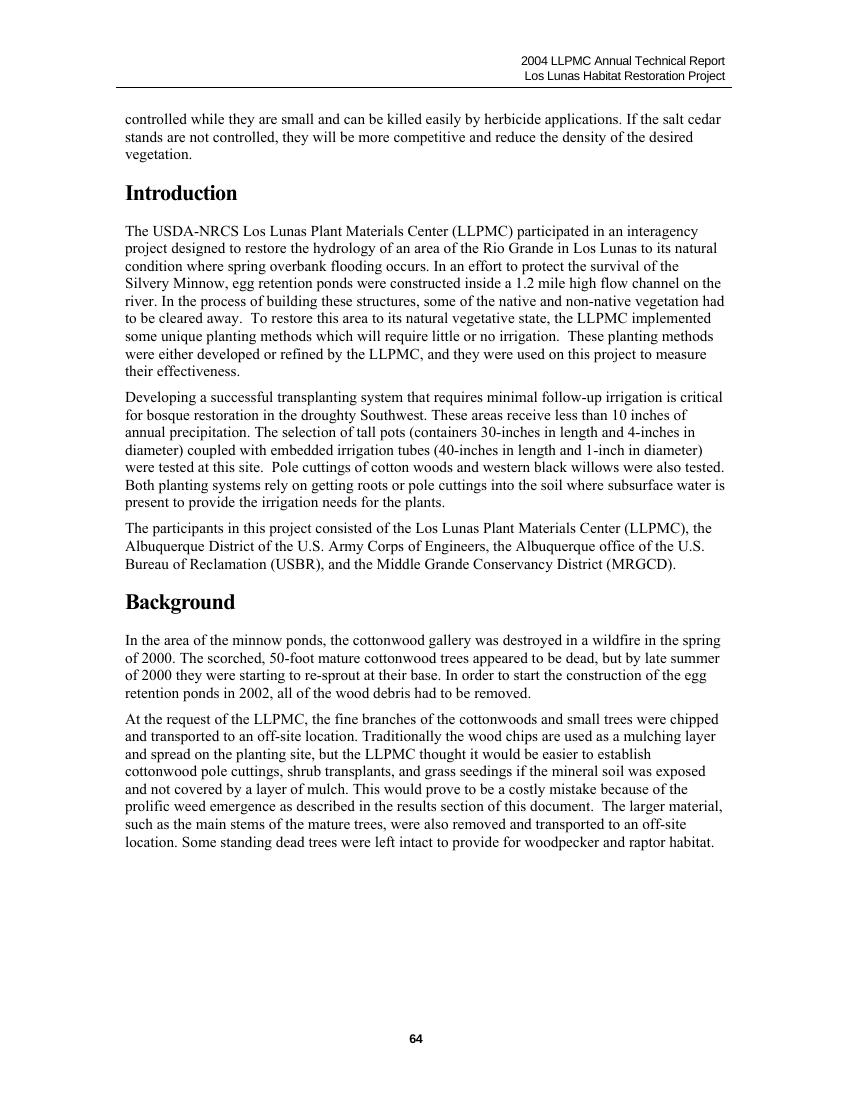 2004 LLPMC Annual Technical Report
Los Lunas Habitat Restoration Project
controlled while they are small and can be killed easily by herbicide applications. If the salt cedar
stands are not controlled, they will be more competitive and reduce the density of the desired
vegetation.
Introduction
The USDA-NRCS Los Lunas Plant Materials Center (LLPMC) participated in an interagency
project designed to restore the hydrology of an area of the Rio Grande in Los Lunas to its natural
condition where spring overbank flooding occurs. In an effort to protect the survival of the
Silvery Minnow, egg retention ponds were constructed inside a 1.2 mile high flow channel on the
river. In the process of building these structures, some of the native and non-native vegetation had
to be cleared away.  To restore this area to its natural vegetative state, the LLPMC implemented
some unique planting methods which will require little or no irrigation.  These planting methods
were either developed or refined by the LLPMC, and they were used on this project to measure
their effectiveness.
Developing a successful transplanting system that requires minimal follow-up irrigation is critical
for bosque restoration in the droughty Southwest. These areas receive less than 10 inches of
annual precipitation. The selection of tall pots (containers 30-inches in length and 4-inches in
diameter) coupled with embedded irrigation tubes (40-inches in length and 1-inch in diameter)
were tested at this site.  Pole cuttings of cotton woods and western black willows were also tested.
Both planting systems rely on getting roots or pole cuttings into the soil where subsurface water is
present to provide the irrigation needs for the plants.
The participants in this project consisted of the Los Lunas Plant Materials Center (LLPMC), the
Albuquerque District of the U.S. Army Corps of Engineers, the Albuquerque office of the U.S.
Bureau of Reclamation (USBR), and the Middle Grande Conservancy District (MRGCD).
Background
In the area of the minnow ponds, the cottonwood gallery was destroyed in a wildfire in the spring
of 2000. The scorched, 50-foot mature cottonwood trees appeared to be dead, but by late summer
of 2000 they were starting to re-sprout at their base. In order to start the construction of the egg
retention ponds in 2002, all of the wood debris had to be removed.
At the request of the LLPMC, the fine branches of the cottonwoods and small trees were chipped
and transported to an off-site location. Traditionally the wood chips are used as a mulching layer
and spread on the planting site, but the LLPMC thought it would be easier to establish
cottonwood pole cuttings, shrub transplants, and grass seedings if the mineral soil was exposed
and not covered by a layer of mulch. This would prove to be a costly mistake because of the
prolific weed emergence as described in the results section of this document.  The larger material,
such as the main stems of the mature trees, were also removed and transported to an off-site
location. Some standing dead trees were left intact to provide for woodpecker and raptor habitat.
64